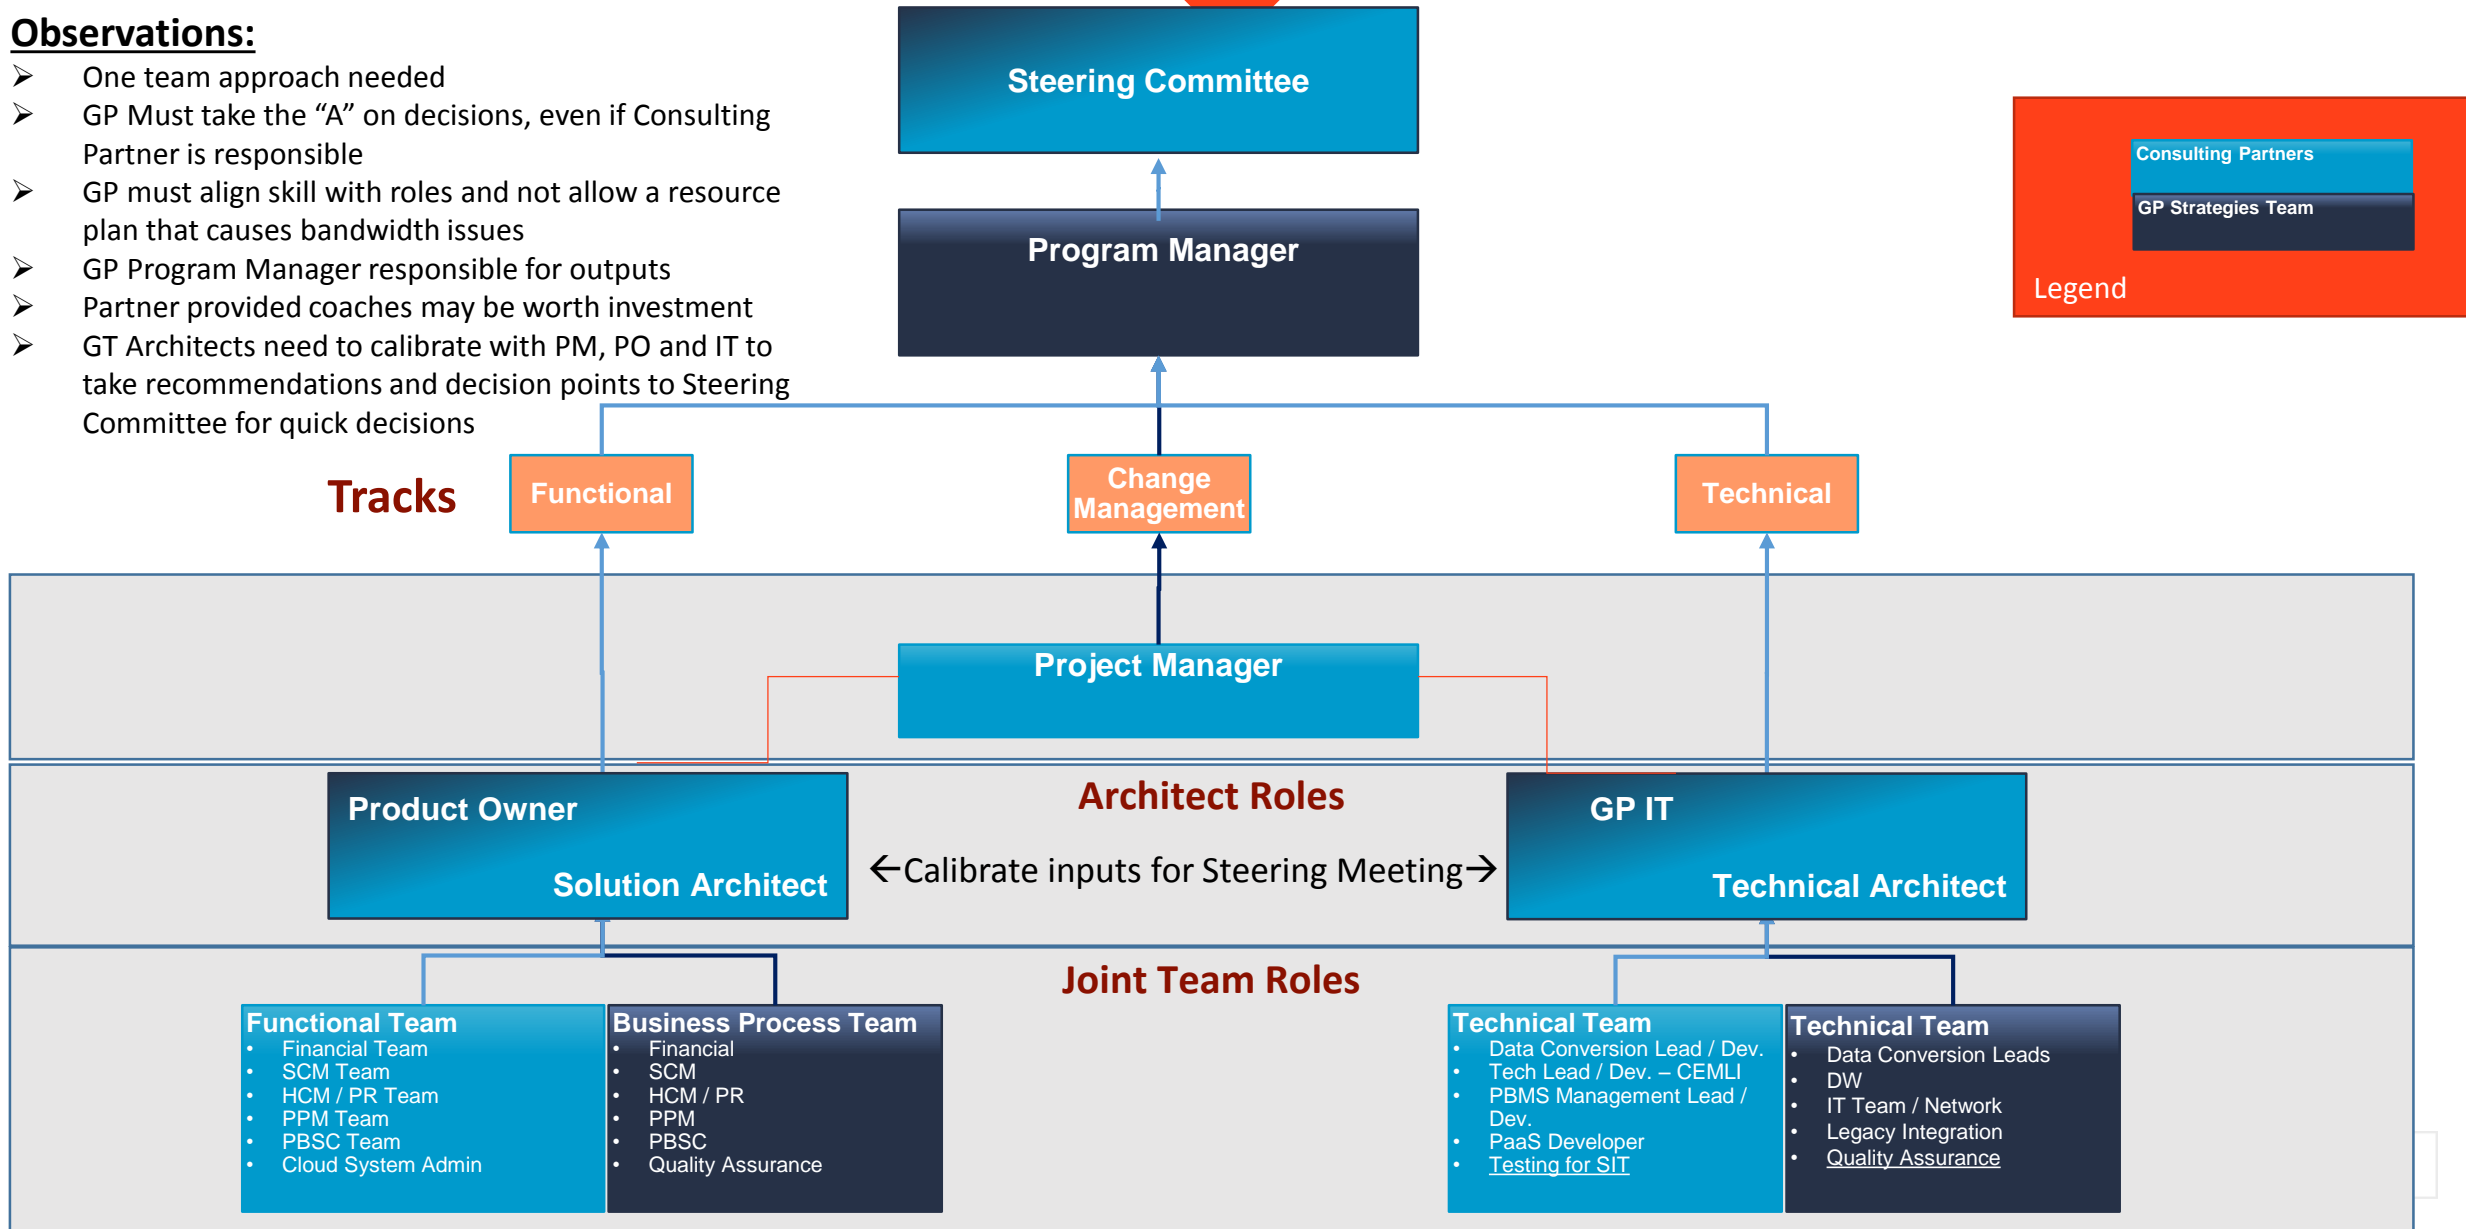 Observations:
➢ One team approach needed
➢ GP Must take the “A” on decisions, even if Consulting
Partner is responsible
➢ GP must align skill with roles and not allow a resource
plan that causes bandwidth issues
➢ GP Program Manager responsible for outputs
➢ Partner provided coaches may be worth investment
➢ GT Architects need to calibrate with PM, PO and IT to
take recommendations and decision points to Steering
Committee for quick decisions
Steering Committee
Program Manager
Consulting Partners
GP Strategies Team
Legend
Tracks
Functional
Change
Management
Technical
Project Manager
Architect Roles
Product Owner
Solution Architect
←Calibrate inputs for Steering Meeting→
GP IT
Technical Architect
Joint Team Roles
Functional Team
• Financial Team
• SCM Team
• HCM / PR Team
• PPM Team
• PBSC Team
• Cloud System Admin
Business Process Team
• Financial
• SCM
• HCM / PR
• PPM
• PBSC
• Quality Assurance
Technical Team
• Data Conversion Lead / Dev.
• Tech Lead / Dev. – CEMLI
• PBMS Management Lead /
Dev.
• PaaS Developer
• Testing for SIT
Technical Team
• Data Conversion Leads
• DW
• IT Team / Network
• Legacy Integration
• Quality Assurance